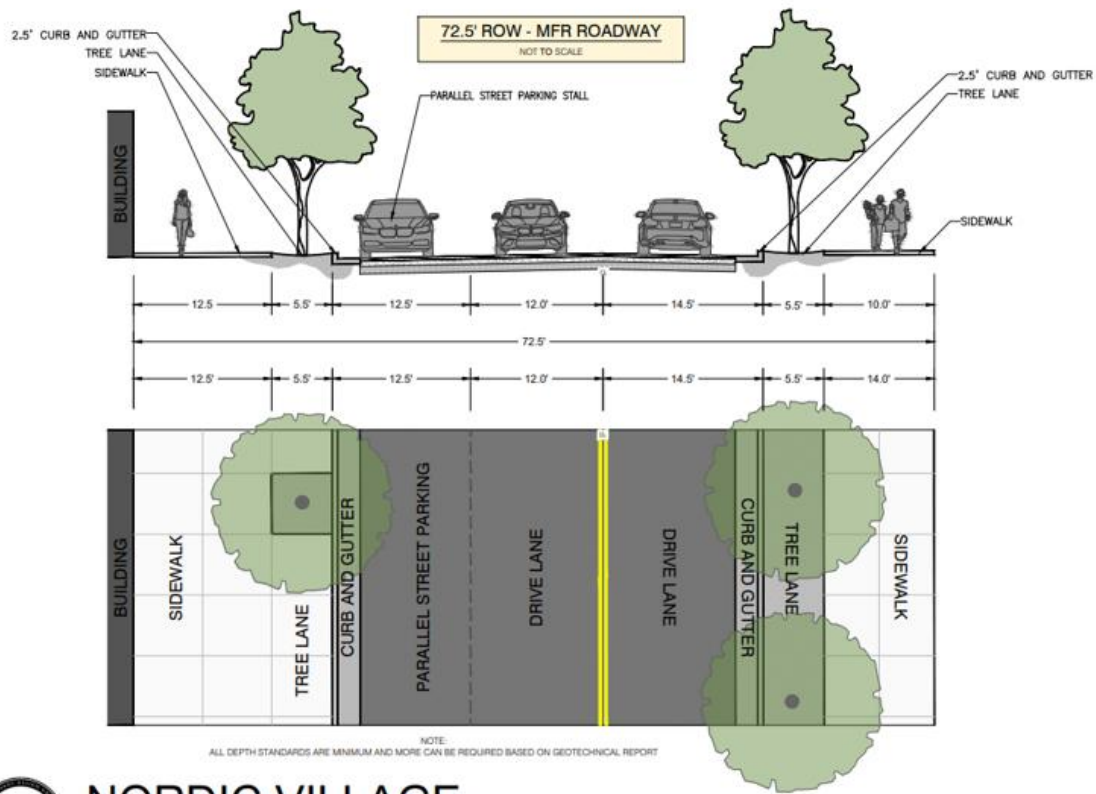 72.5' ROW - MFR ROADWAY
NOT TO SCALE
2.5' CURB AND GUTTER
TREE LANE
SIDEWALK
PARALLEL STREET PARKING STALL
2.5' CURB AND GUTTER
TREE LANE
SIDEWALK
BUILDING
12.5 5.5' 12.5' 12.0' 14.5' 5.5' 10.0'
72.5'
12.5' 5.5' 12.5' 12.0' 14.5' 5.5' 14.0'
BUILDING
SIDEWALK
TREE LANE
CURB AND GUTTER
PARALLEL STREET PARKING
DRIVE LANE
DRIVE LANE
CURB AND GUTTER
TREE LANE
SIDEWALK
NOTE:
ALL DEPTH STANDARDS ARE MINIMUM AND MORE CAN BE REQUIRED BASED ON GEOTECHNICAL REPORT
NORDIC VILLAGE